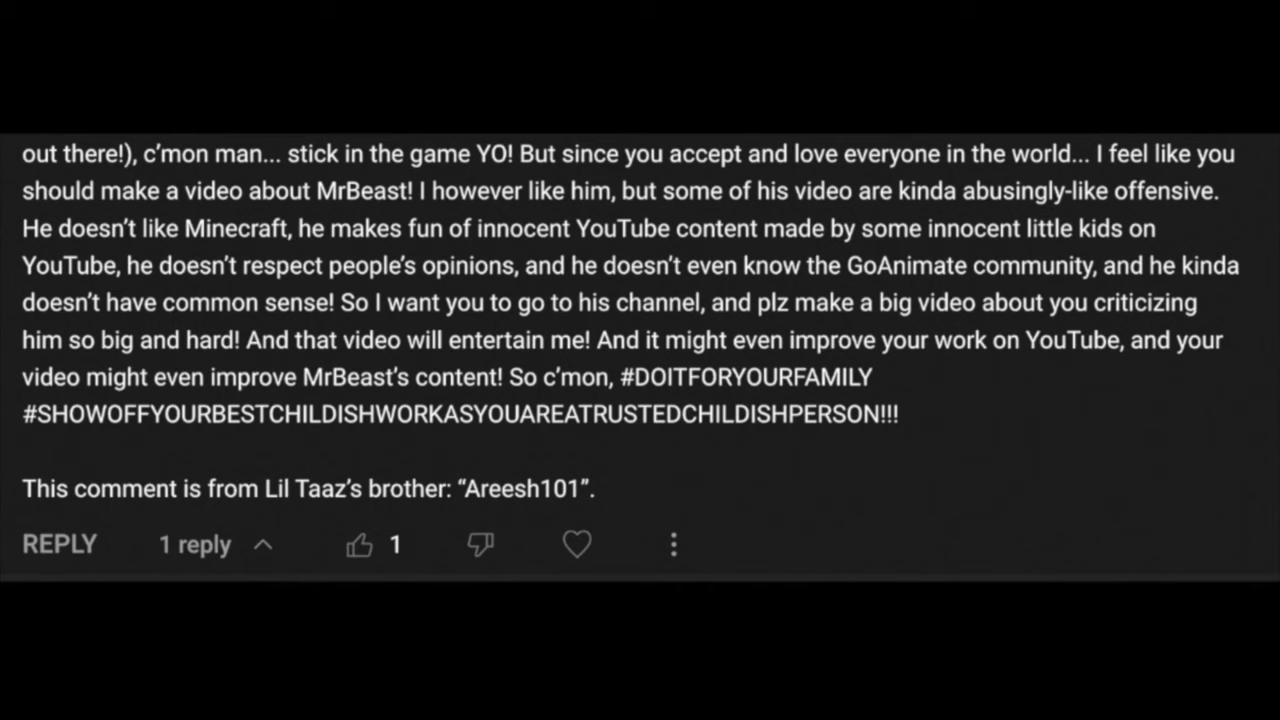 out there!), c’mon man... stick in the game YO! But since you accept and love everyone in the world... I feel like you
should make a video about MrBeast! I however like him, but some of his video are kinda abusingly-like offensive.
He doesn’t like Minecraft, he makes fun of innocent YouTube content made by some innocent little kids on
YouTube, he doesn’t respect people’s opinions, and he doesn’t even know the GoAnimate community, and he kinda
doesn’t have common sense! So I want you to go to his channel, and plz make a big video about you criticizing
him so big and hard! And that video will entertain me! And it might even improve your work on YouTube, and your
video might even improve MrBeast’s content! So c’mon, #DOITFORYOURFAMILY
#SHOWOFFYOURBESTCHILDISHWORKASYOUAREATRUSTEDCHILDISHPERSON!!!
This comment is from Lil Taaz’s brother: “Areesh101”.
REPLY 1 reply 1